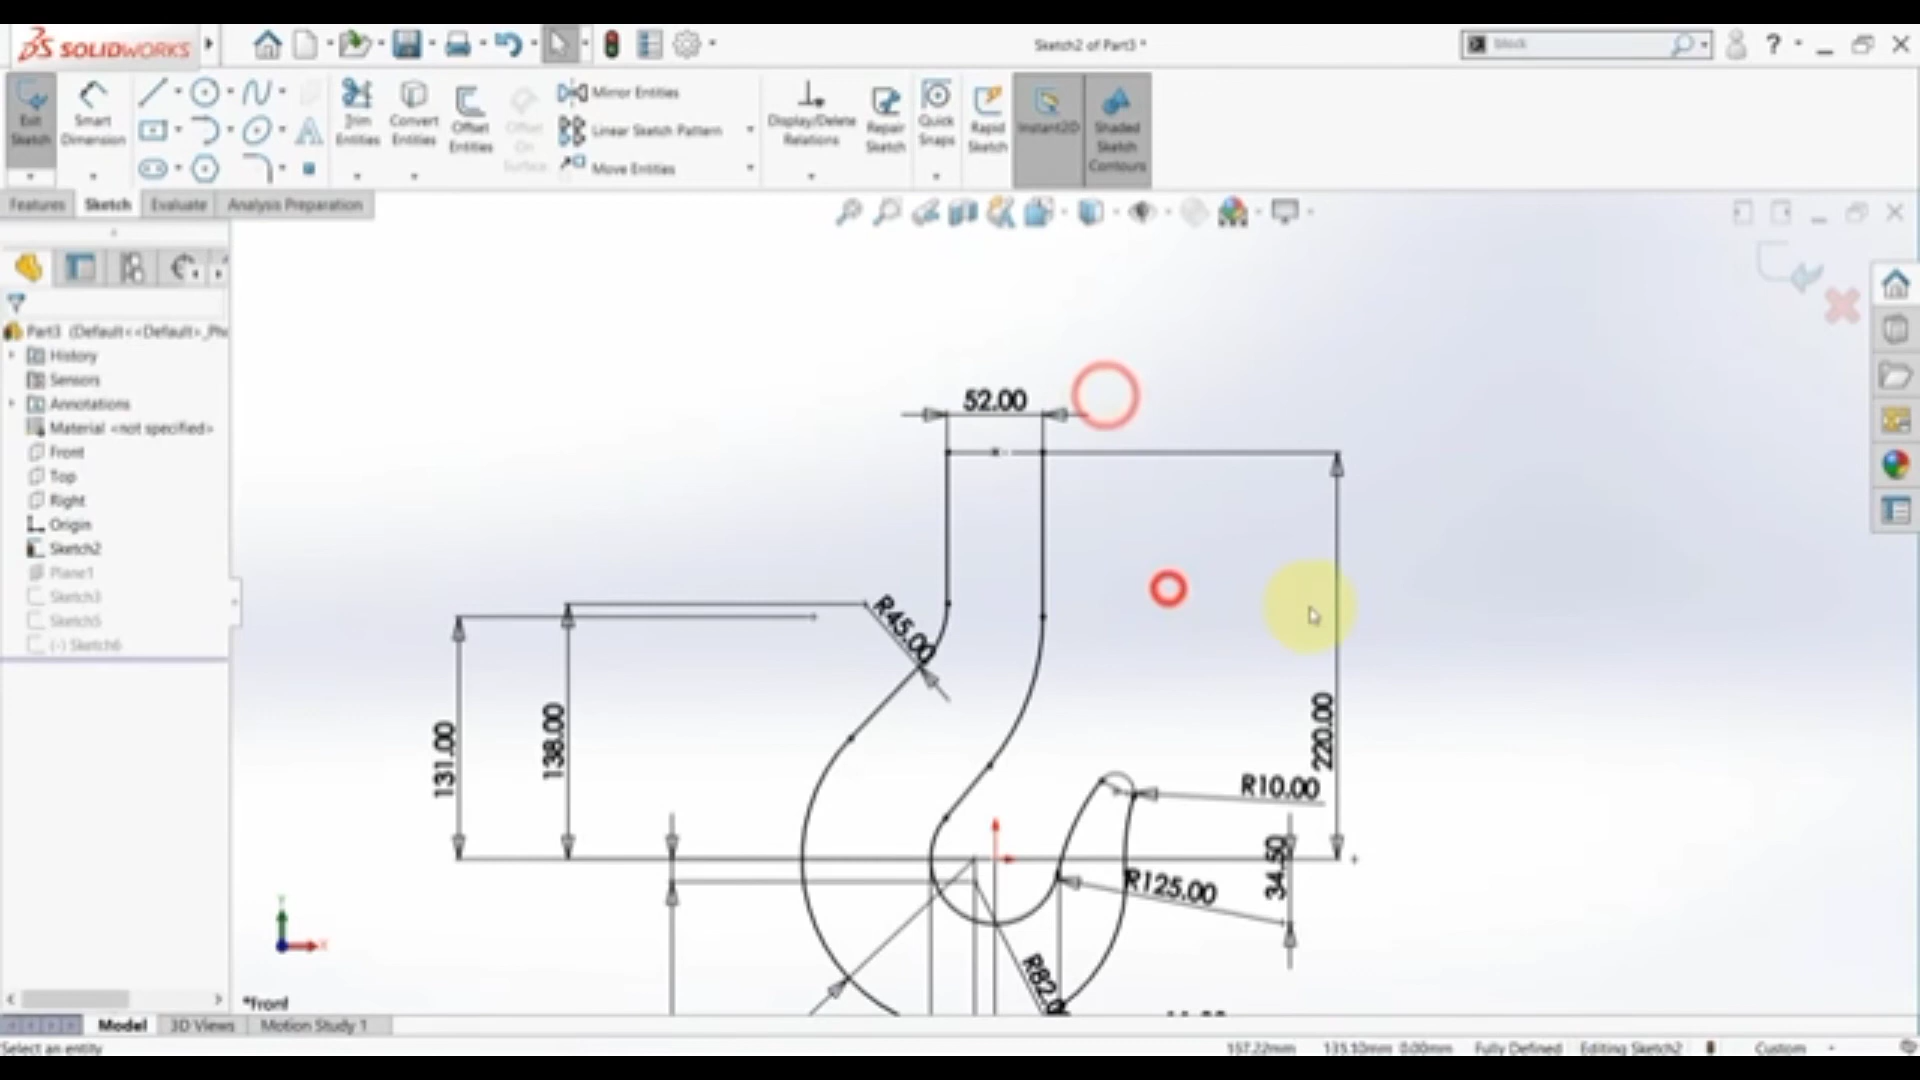 SOLIDWORKS
Sketch2 of Part3 *
block
?
Exit Sketch
Smart Dimension
Trim Entities
Convert Entities
Offset Entities
Offset On Surface
Mirror Entities
Linear Sketch Pattern
Move Entities
Display/Delete Relations
Repair Sketch
Quick Snaps
Rapid Sketch
Instant2D
Shaded Sketch Contours
Features
Sketch
Evaluate
Analysis Preparation
Part3 (Default<<Default>_Ph
History
Sensors
Annotations
Material <not specified>
Front
Top
Right
Origin
Sketch2
Plane1
Sketch3
Sketch5
(-) Sketch6
52.00
R45.00
131.00
138.00
220.00
R10.00
34.50
R125.00
R82.0
Y
X
*Front
Model
3D Views
Motion Study 1
Select an entity
157.22mm
135.10mm
0.00mm
Fully Defined
Editing Sketch2
Custom